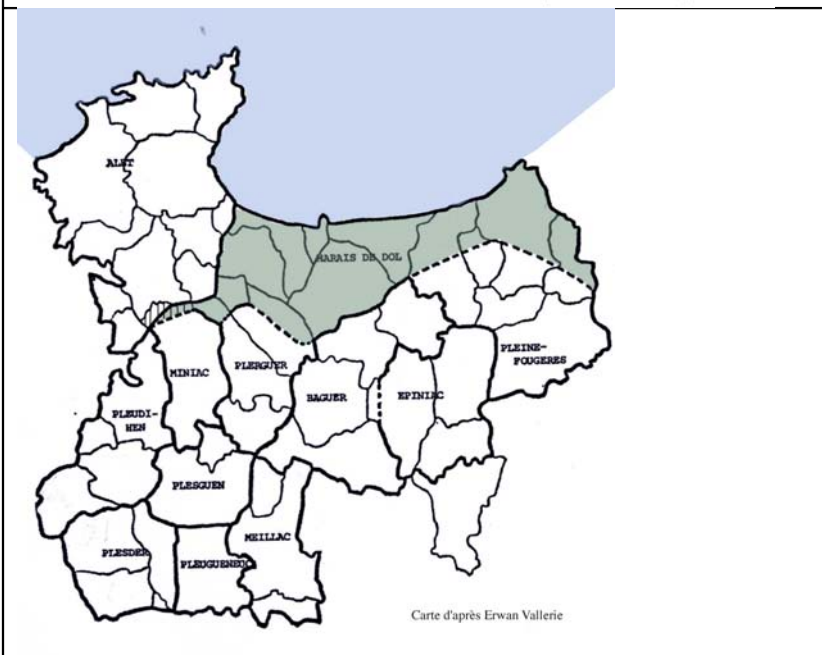 ALET
MARAIS DE DOL
PLEINE-
FOUGERES
MINIAC
PLERGUER
BAGUER
EPINIAC
PLEUDI-
HEN
PLESGUEN
MEILLAC
PLESDER
PLEUGUENEUC
Carte d'après Erwan Vallerie